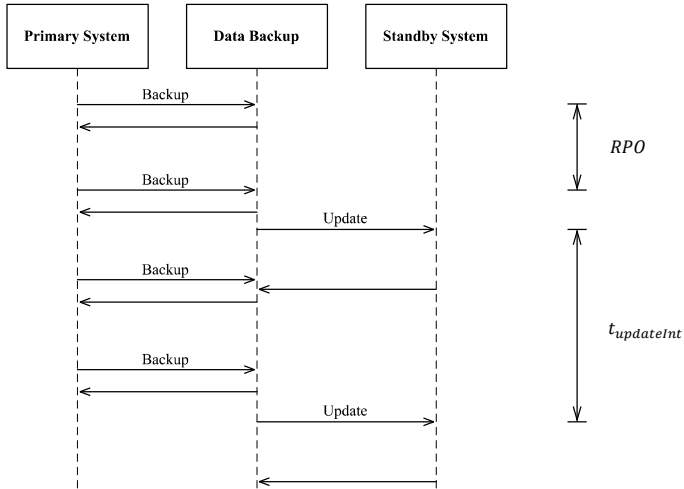 Primary System
Data Backup
Standby System
Backup
RPO
Backup
Update
Backup
t_updateInt
Backup
Update